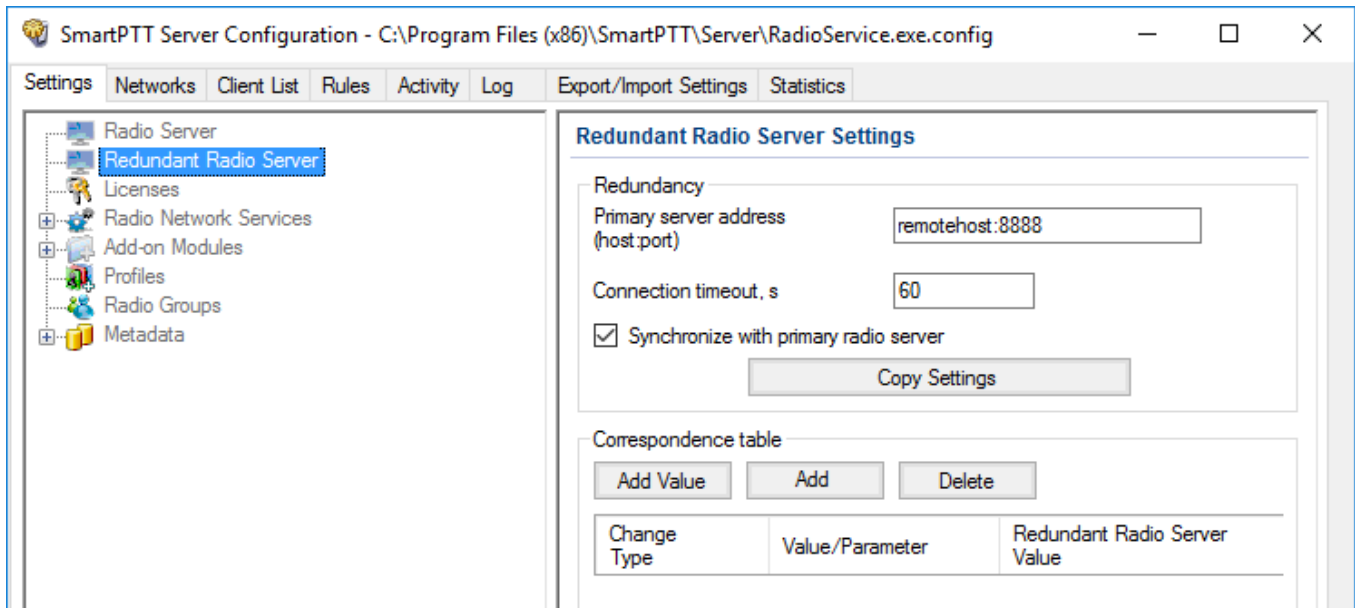 SmartPTT Server Configuration - C:\Program Files (x86)\SmartPTT\Server\RadioService.exe.config
Settings Networks Client List Rules Activity Log Export/Import Settings Statistics
Radio Server
Redundant Radio Server
Licenses
Radio Network Services
Add-on Modules
Profiles
Radio Groups
Metadata
Redundant Radio Server Settings
Redundancy
Primary server address
(host:port)
remotehost:8888
Connection timeout, s
60
Synchronize with primary radio server
Copy Settings
Correspondence table
Add Value Add Delete
Change
Type
Value/Parameter
Redundant Radio Server
Value